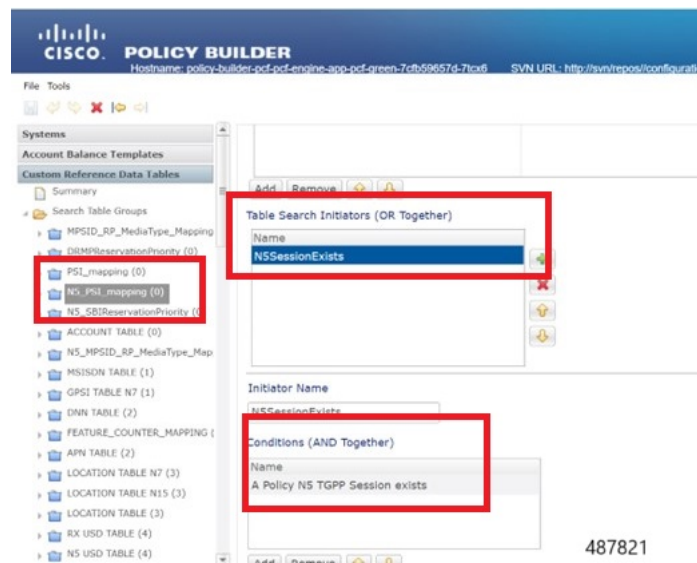 CISCO. POLICY BUILDER
Hostname: policy-builder-pcf-pcf-engine-app-pcf-green-7cfb59657d-7tcx6 SVN URL: http://svn/repos//configurati
File Tools
Systems
Account Balance Templates
Custom Reference Data Tables
Summary
Search Table Groups
MPSID_RP_MediaType_Mapping
DRMPReservationPriority (0)
PSI_mapping (0)
N5_PSI_mapping (0)
N5_SBIReservationPriority (0
ACCOUNT TABLE (0)
N5_MPSID_RP_MediaType_Map
MSISDN TABLE (1)
GPSI TABLE N7 (1)
DNN TABLE (2)
FEATURE_COUNTER_MAPPING (
APN TABLE (2)
LOCATION TABLE N7 (3)
LOCATION TABLE N15 (3)
LOCATION TABLE (3)
RX USD TABLE (4)
N5 USD TABLE (4)
Add Remove
Table Search Initiators (OR Together)
Name
N5SessionExists
Initiator Name
N5SessionExists
Conditions (AND Together)
Name
A Policy N5 TGPP Session exists
Add Remove
487821